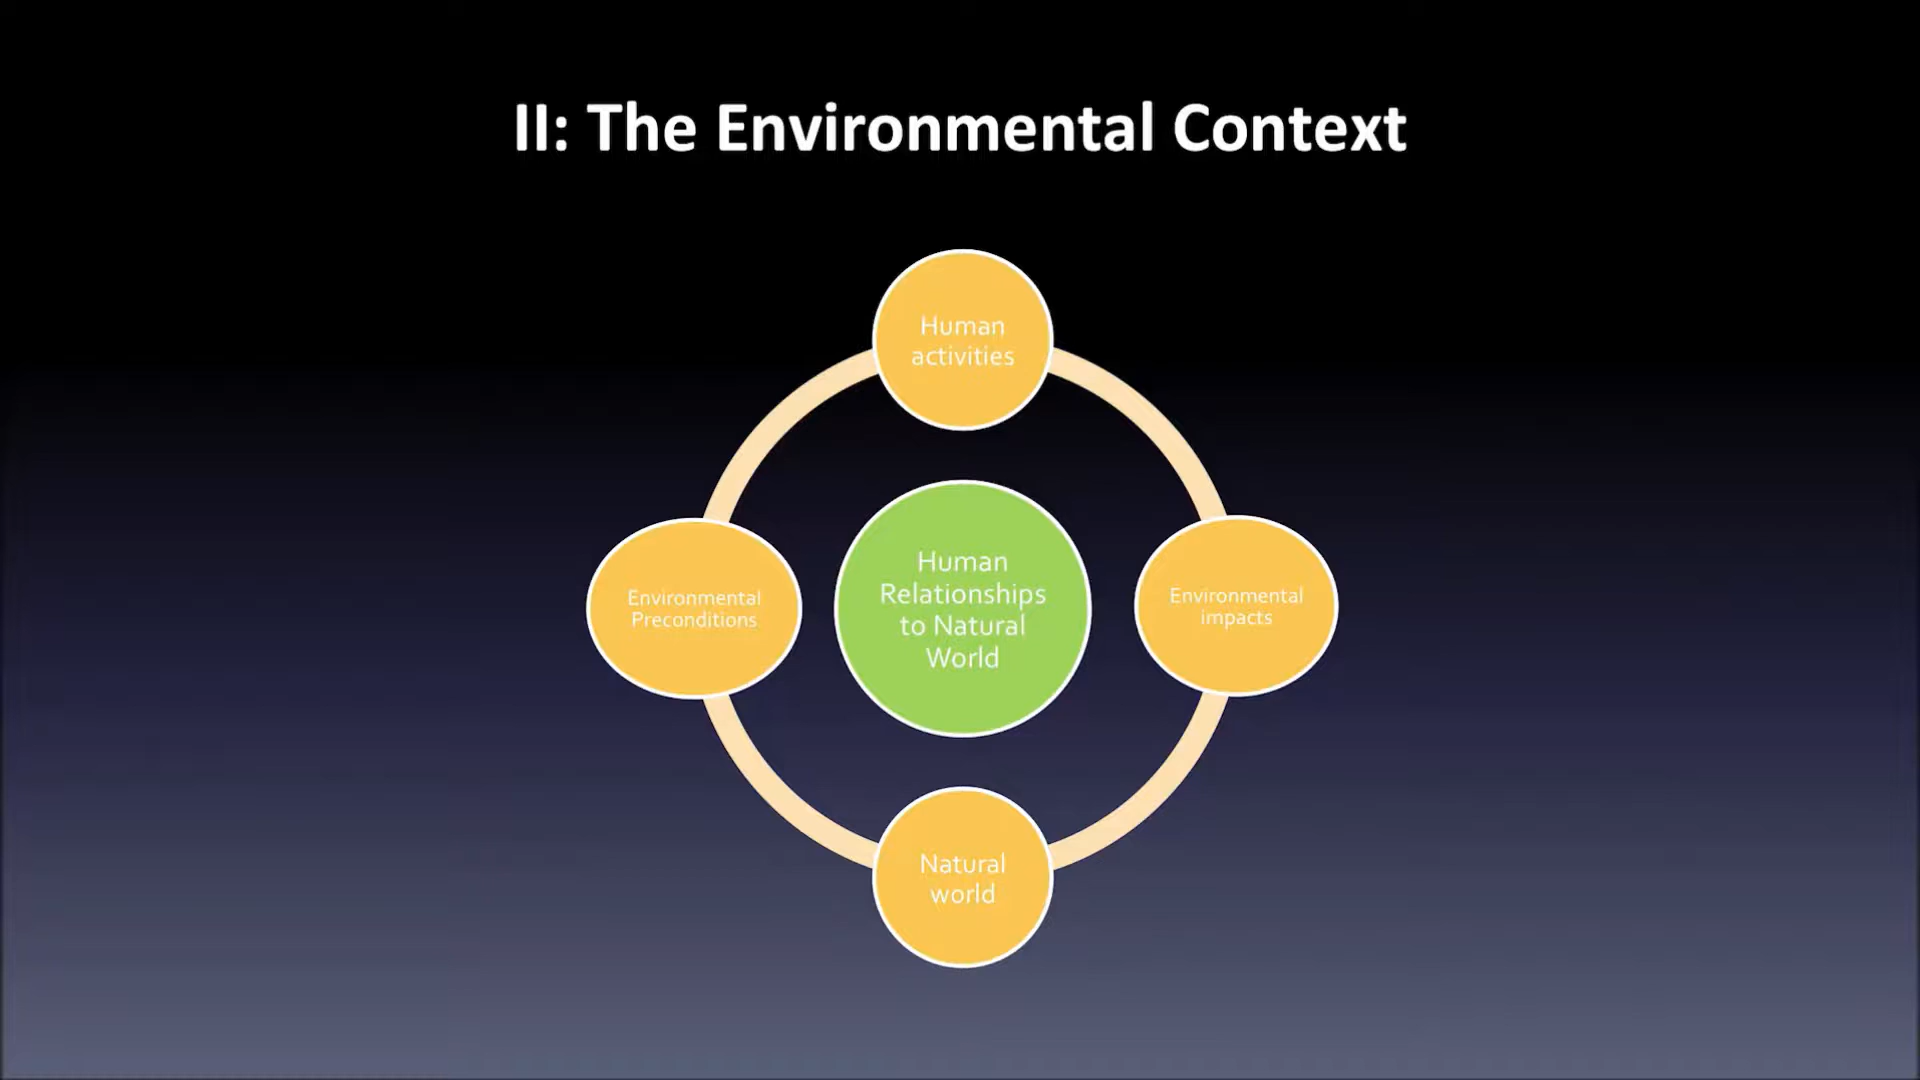 II: The Environmental Context
Human
activities
Environmental
Preconditions
Human
Relationships
to Natural
World
Environmental
impacts
Natural
world